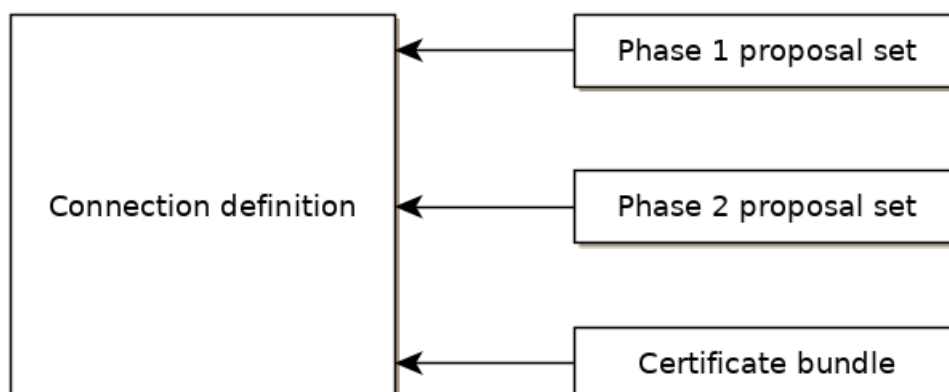 Phase 1 proposal set
Connection definition
Phase 2 proposal set
Certificate bundle